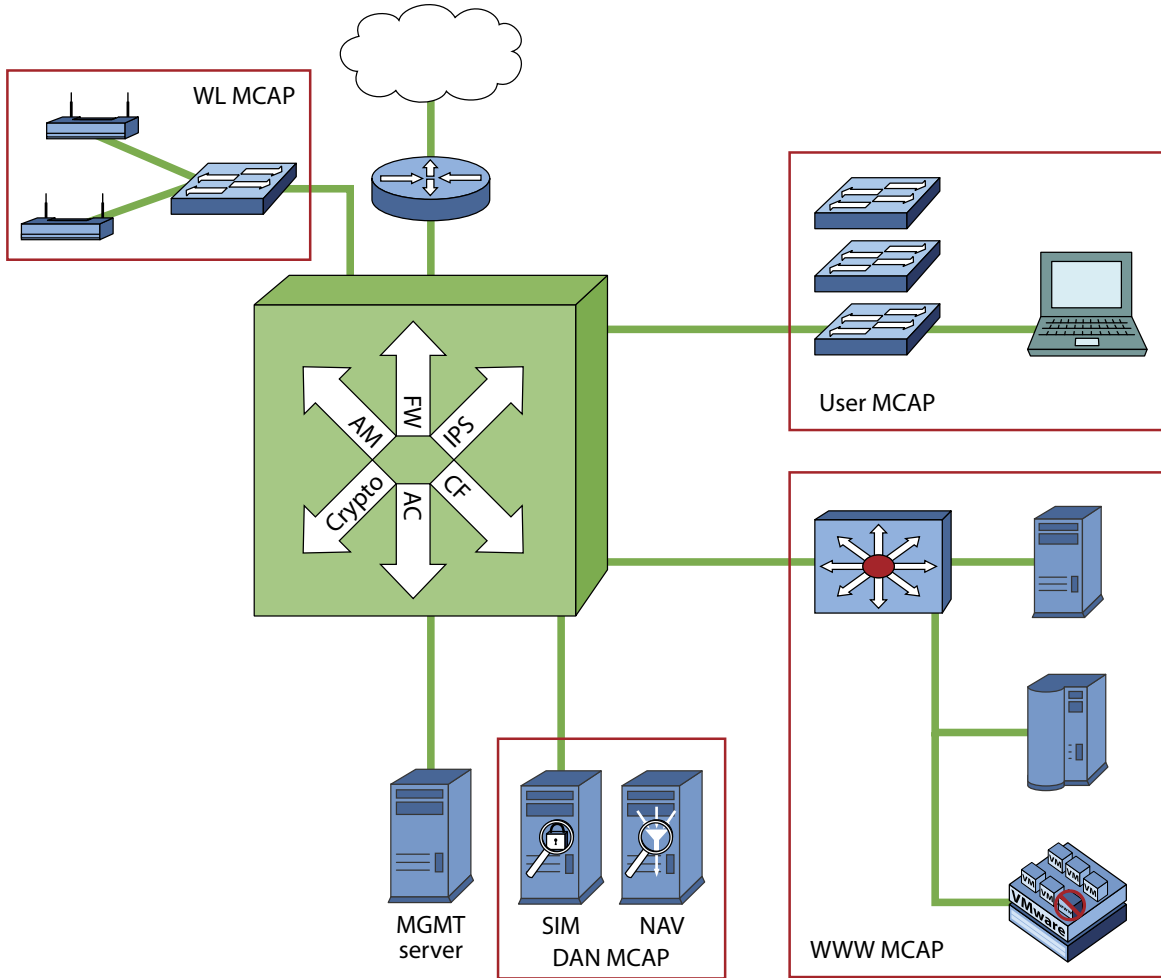 WL MCAP
FW
AM
IPS
Crypto
AC
CF
User MCAP
MGMT
server
SIM
NAV
DAN MCAP
VM
VM
VM
VM
VM
VMware
WWW MCAP